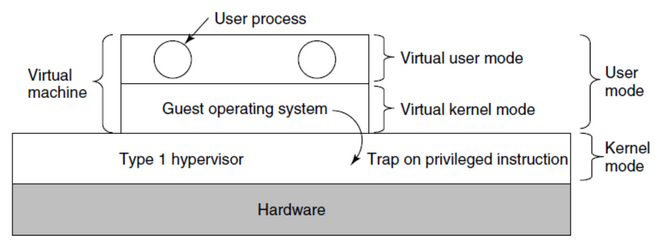 User process
Virtual
machine
Virtual user mode
User
mode
Guest operating system
Virtual kernel mode
Type 1 hypervisor
Trap on privileged instruction
Kernel
mode
Hardware